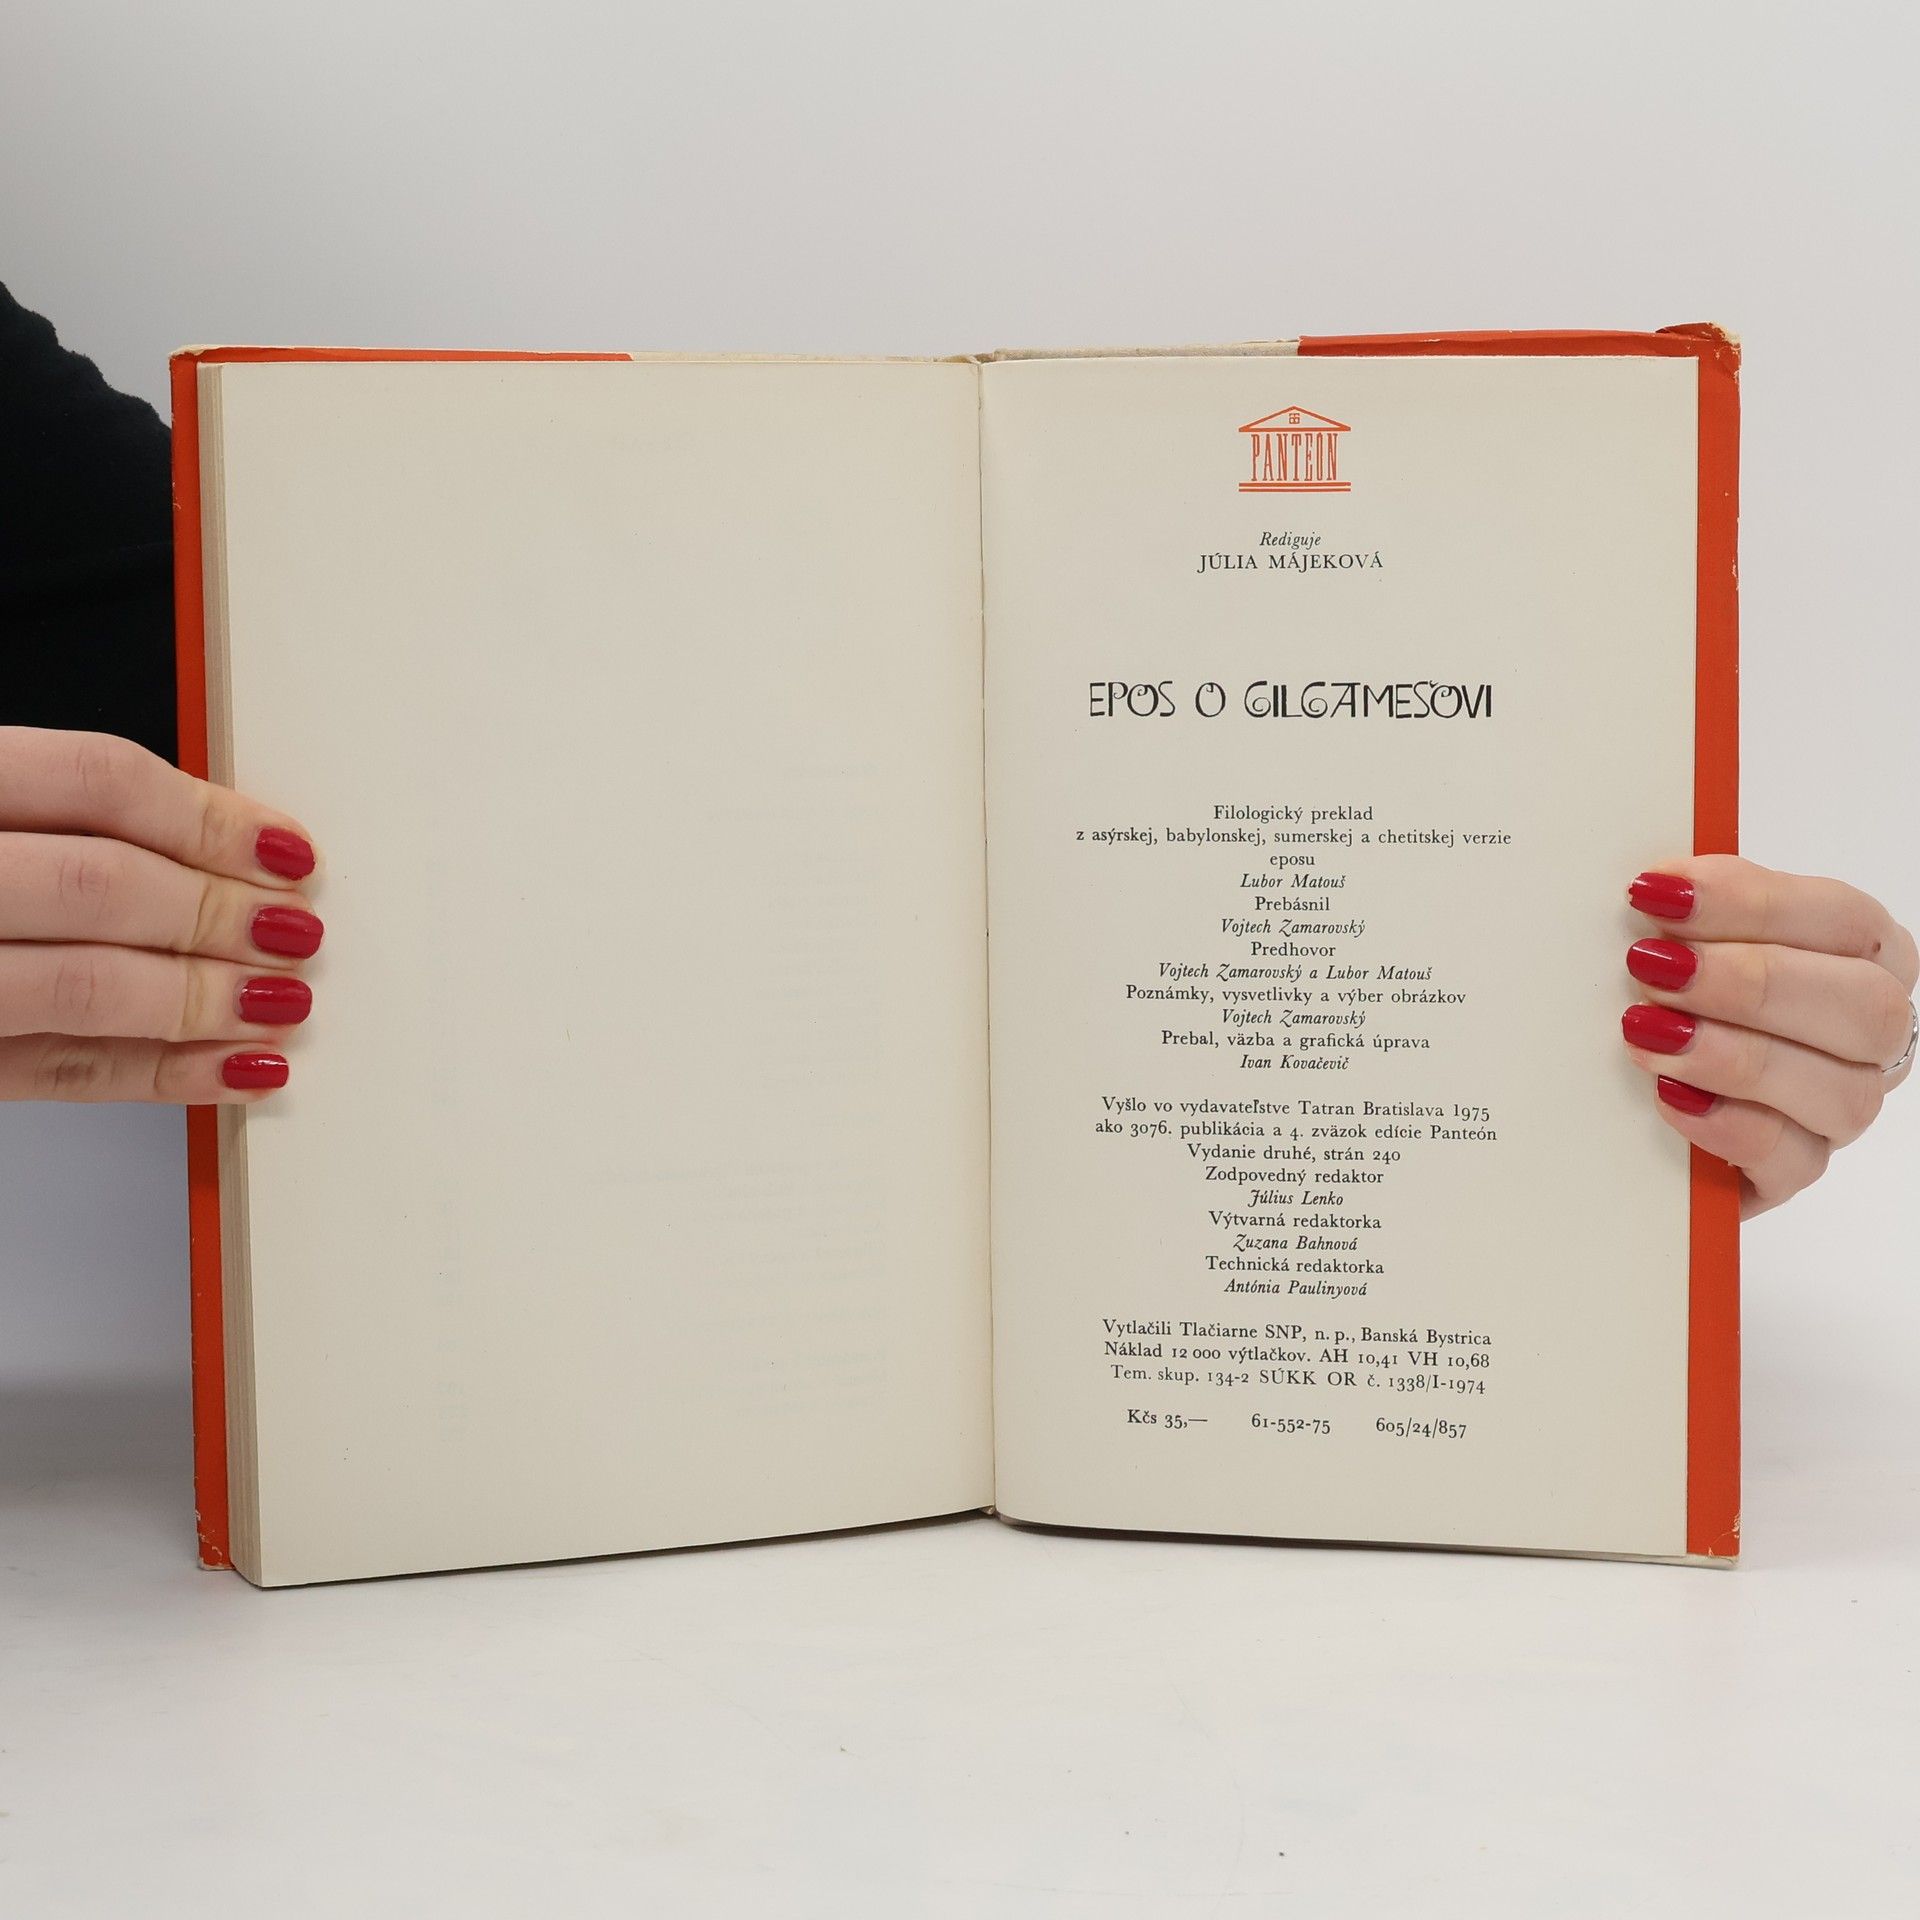 PANTEÓN
Rediguje
JÚLIA MÁJEKOVÁ
EPOS O GILGAMEŠOVI
Filologický preklad
z asýrskej, babylonskej, sumerskej a chetitskej verzie
eposu
Lubor Matouš
Prebásnil
Vojtech Zamarovský
Predhovor
Vojtech Zamarovský a Lubor Matouš
Poznámky, vysvetlivky a výber obrázkov
Vojtech Zamarovský
Prebal, väzba a grafická úprava
Ivan Kovačevič
Vyšlo vo vydavateľstve Tatran Bratislava 1975
ako 3076. publikácia a 4. zväzok edície Panteón
Vydanie druhé, strán 240
Zodpovedný redaktor
Július Lenko
Výtvarná redaktorka
Zuzana Bahnová
Technická redaktorka
Antónia Paulinyová
Vytlačili Tlačiarne SNP, n. p., Banská Bystrica
Náklad 12 000 výtlačkov. AH 10,41 VH 10,68
Tem. skup. 134-2 SÚKK OR č. 1338/I-1974
Kčs 35,— 61-552-75 605/24/857